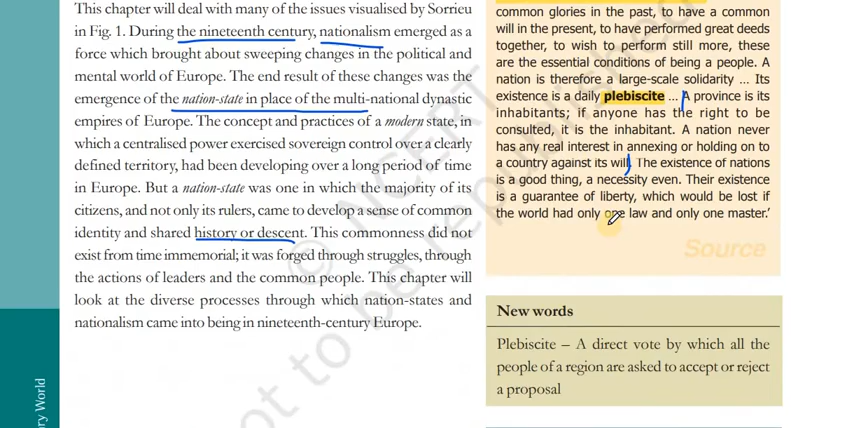 This chapter will deal with many of the issues visualised by Sorrieu
in Fig. 1. During the nineteenth century, nationalism emerged as a
force which brought about sweeping changes in the political and
mental world of Europe. The end result of these changes was the
emergence of the nation-state in place of the multi-national dynastic
empires of Europe. The concept and practices of a modern state, in
which a centralised power exercised sovereign control over a clearly
defined territory, had been developing over a long period of time
in Europe. But a nation-state was one in which the majority of its
citizens, and not only its rulers, came to develop a sense of common
identity and shared history or descent. This commonness did not
exist from time immemorial; it was forged through struggles, through
the actions of leaders and the common people. This chapter will
look at the diverse processes through which nation-states and
nationalism came into being in nineteenth-century Europe.
common glories in the past, to have a common
will in the present, to have performed great deeds
together, to wish to perform still more, these
are the essential conditions of being a people. A
nation is therefore a large-scale solidarity ... Its
existence is a daily plebiscite ... A province is its
inhabitants; if anyone has the right to be
consulted, it is the inhabitant. A nation never
has any real interest in annexing or holding on to
a country against its will. The existence of nations
is a good thing, a necessity even. Their existence
is a guarantee of liberty, which would be lost if
the world had only one law and only one master.’
Source
New words
Plebiscite – A direct vote by which all the
people of a region are asked to accept or reject
a proposal
World
© NCERT
not to be republished